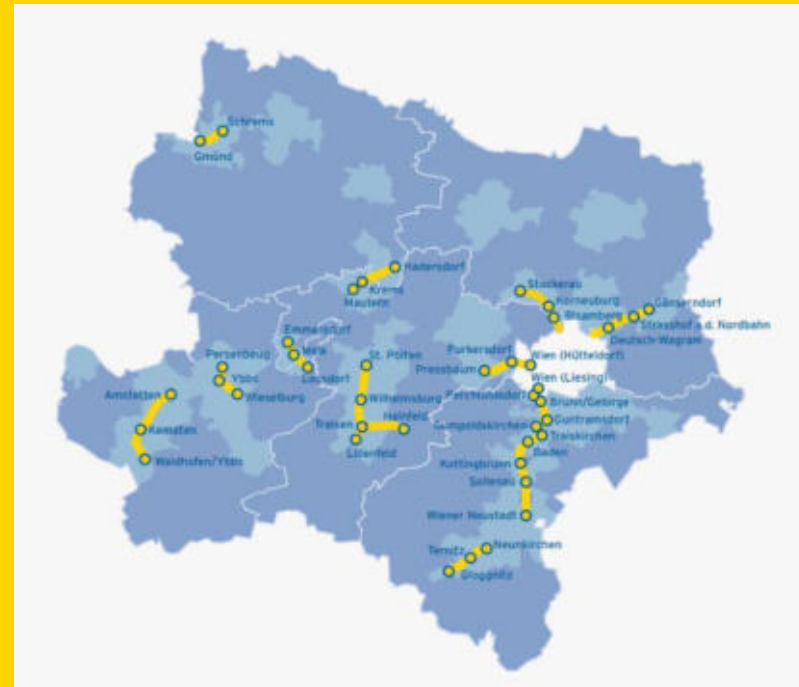 Schrems
Gmünd
Hadersdorf
Krems
Mautern
Stockerau
Korneuburg
Bisamberg
Gänserndorf
Strasshof a.d. Nordbahn
Deutsch-Wagram
Emmersdorf
Melk
Loosdorf
Persenbeug
Ybbs
Wieselburg
St. Pölten
Wilhelmsburg
Hainfeld
Traisen
Lilienfeld
Purkersdorf
Pressbaum
Wien (Hütteldorf)
Wien (Liesing)
Perchtoldsdorf
Brunn/Gebirge
Guntramsdorf
Gumpoldskirchen
Traiskirchen
Baden
Kottingbrunn
Sollenau
Wiener Neustadt
Amstetten
Kematen
Waidhofen/Ybbs
Neunkirchen
Ternitz
Gloggnitz